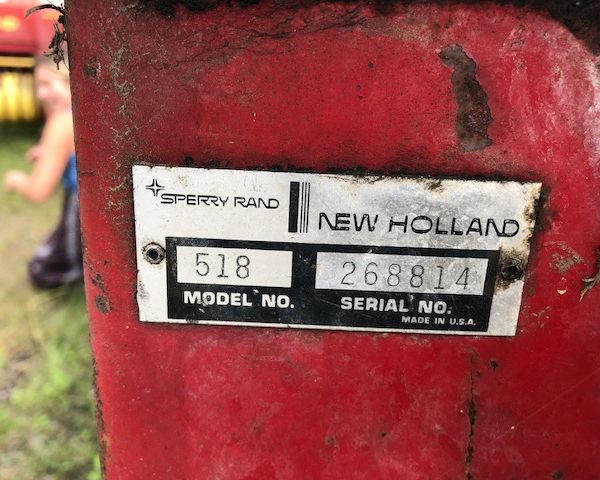 SPERRY RAND
NEW HOLLAND
518 268814
MODEL NO. SERIAL NO.
MADE IN U.S.A.